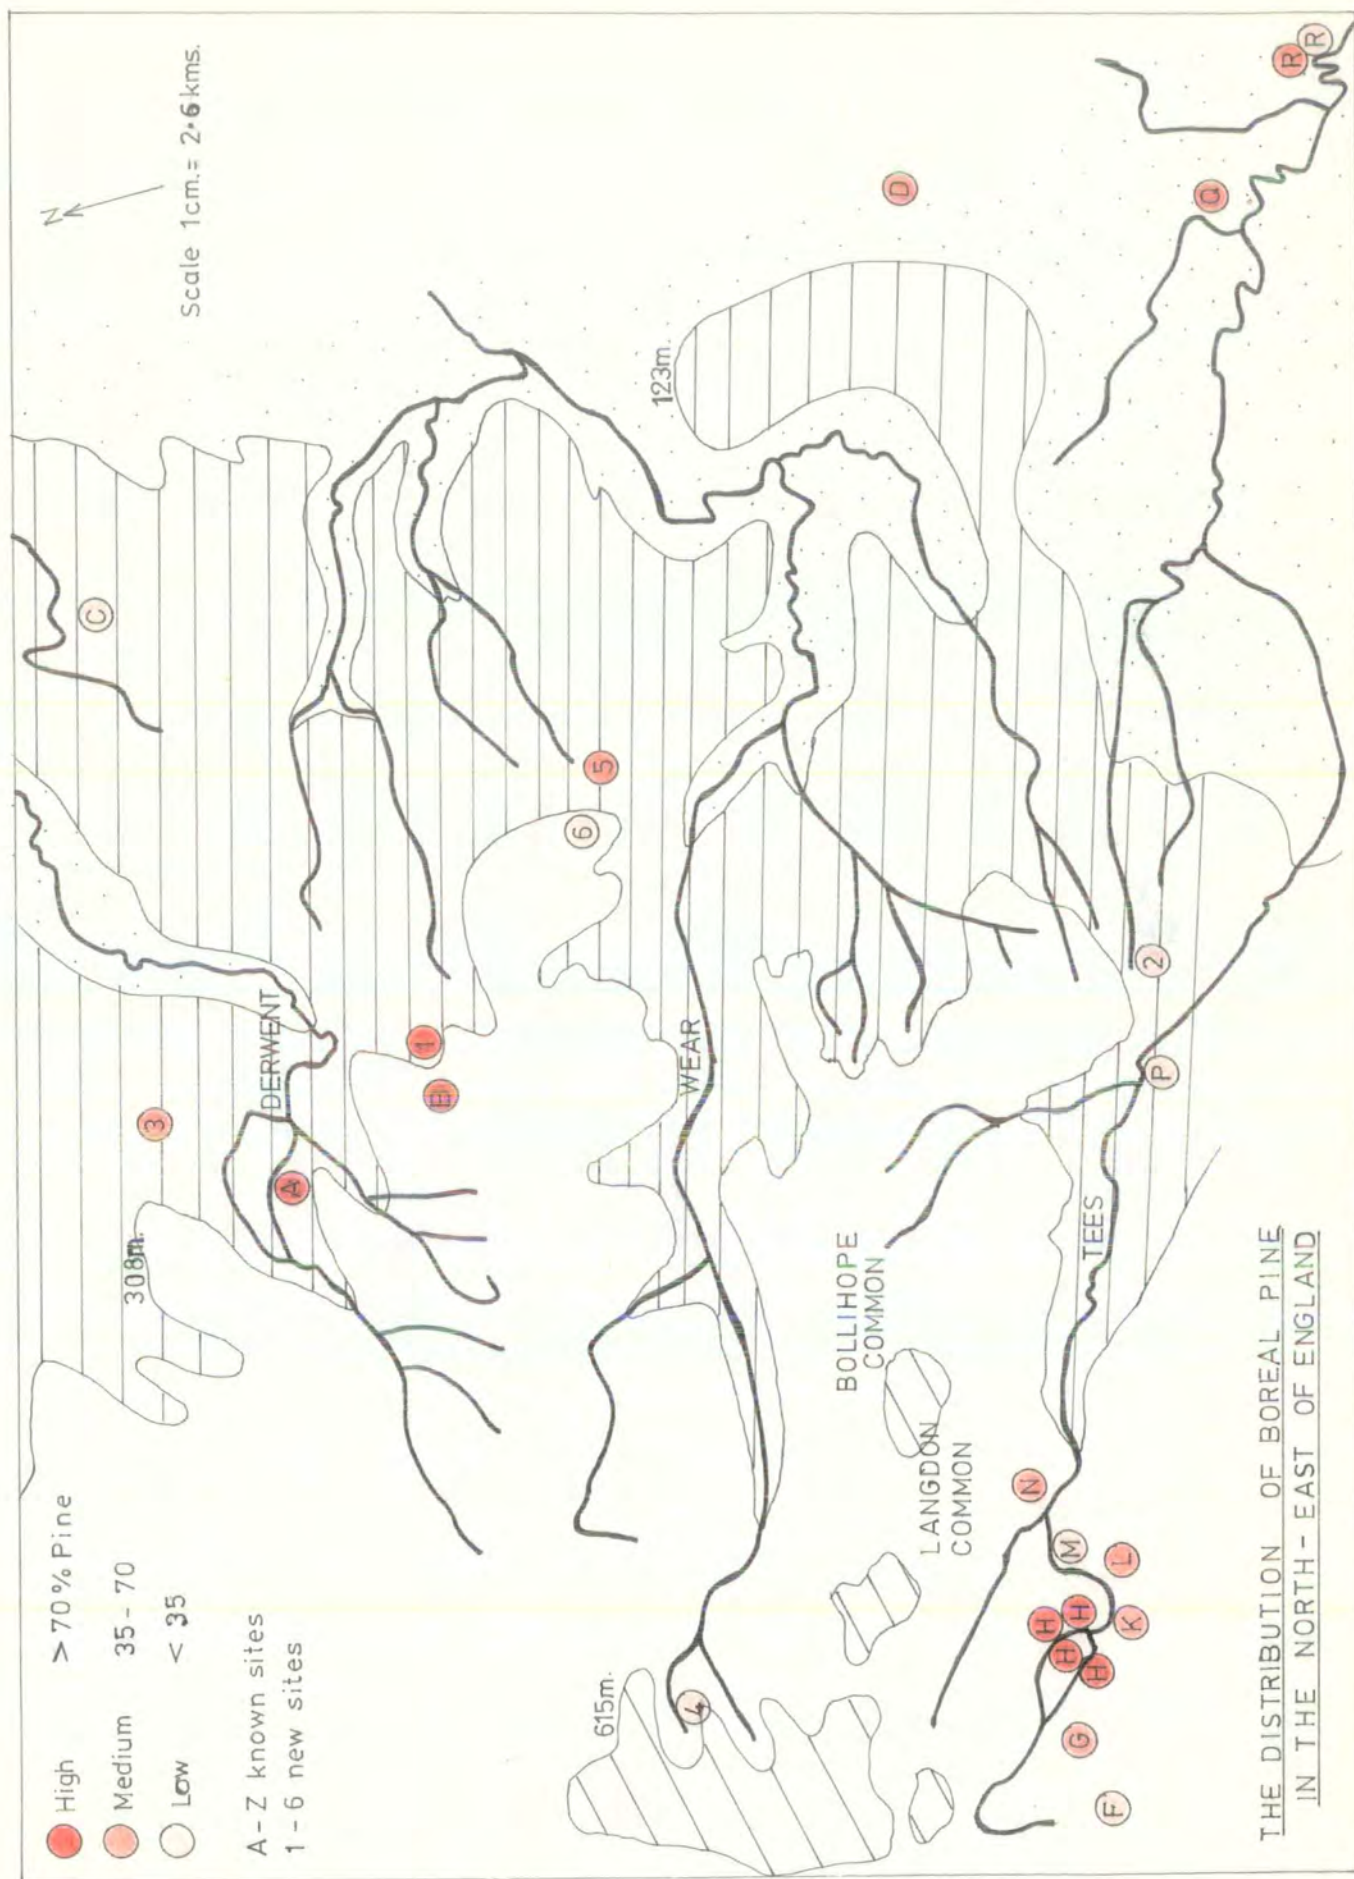 High >70% Pine
Medium 35-70
Low <35
A-Z known sites
1-6 new sites
N
Scale 1cm.= 2·6kms.
308m.
615m.
123m.
DERWENT
WEAR
TEES
BOLLIHOPE
COMMON
LANGDON
COMMON
3
A
1
C
6
5
4
D
Q
R
R
2
P
N
M
L
K
H
H
H
H
G
F
THE DISTRIBUTION OF BOREAL PINE
IN THE NORTH-EAST OF ENGLAND